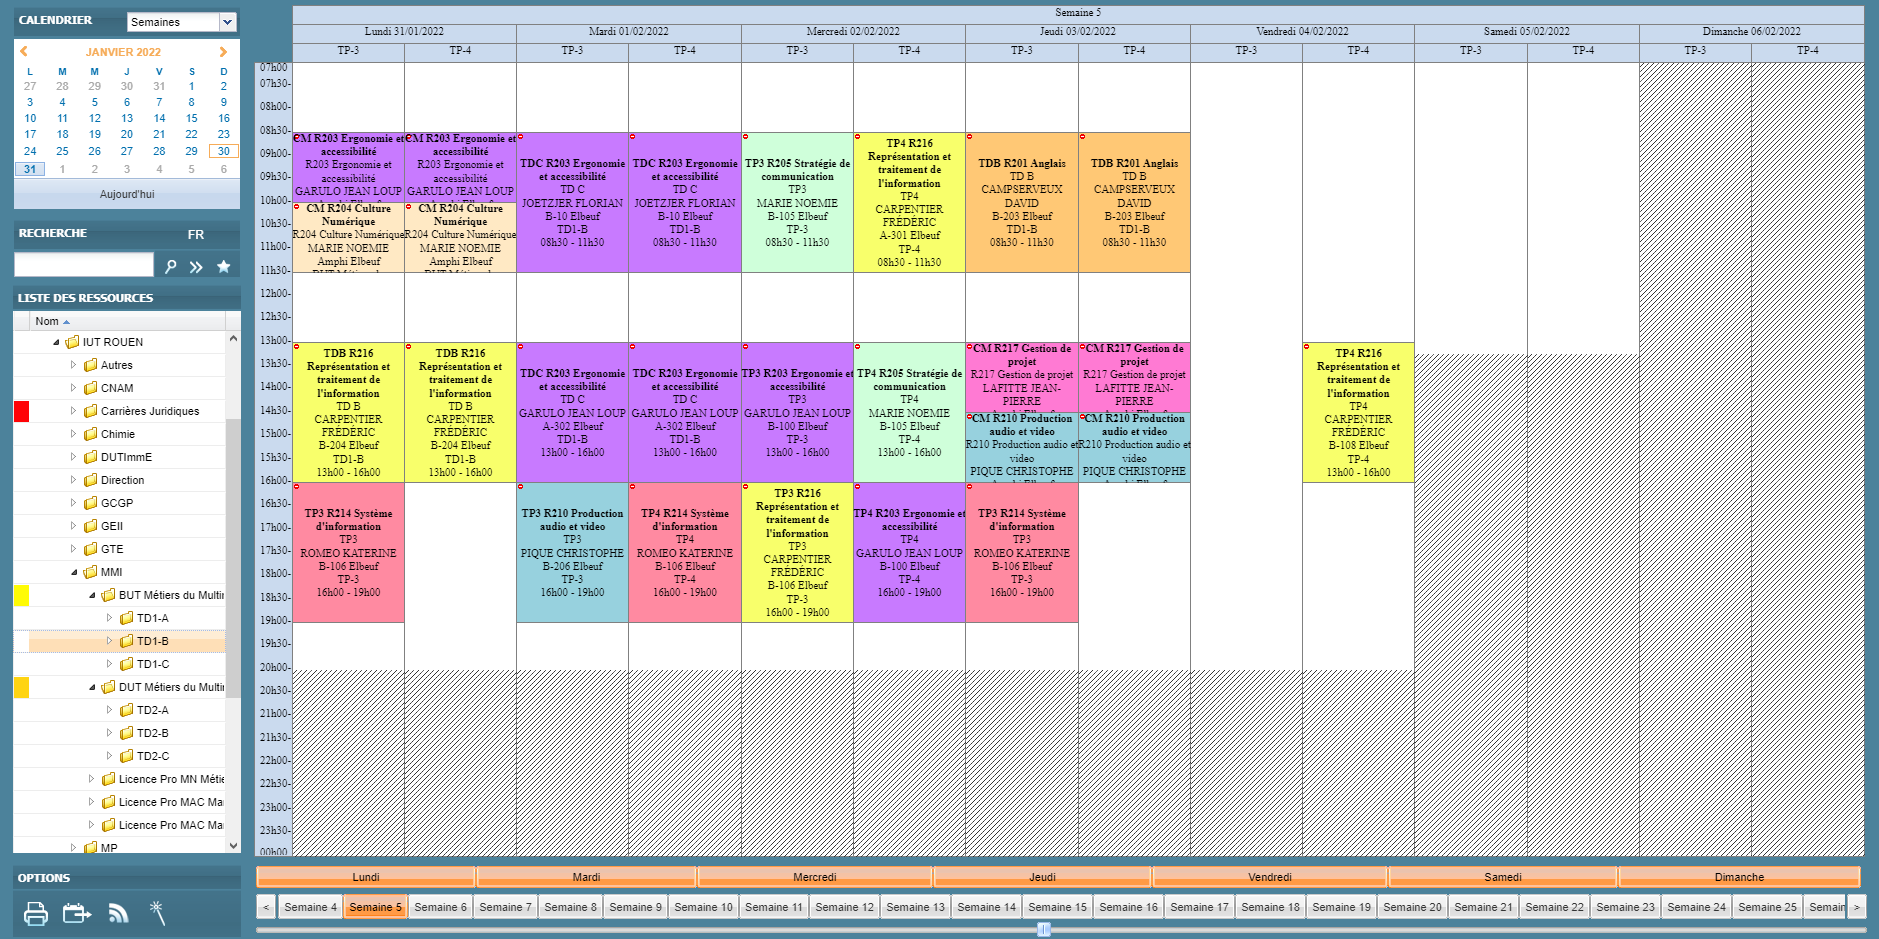 CALENDRIER
Semaines
JANVIER 2022
L M M J V S D
27 28 29 30 31 1 2
3 4 5 6 7 8 9
10 11 12 13 14 15 16
17 18 19 20 21 22 23
24 25 26 27 28 29 30
31 1 2 3 4 5 6
Aujourd'hui
RECHERCHE FR
LISTE DES RESSOURCES
Nom
IUT ROUEN
Autres
CNAM
Carrières Juridiques
Chimie
DUTImmE
Direction
GCGP
GEII
GTE
MMI
BUT Métiers du Multir
TD1-A
TD1-B
TD1-C
DUT Métiers du Multir
TD2-A
TD2-B
TD2-C
Licence Pro MN Métie
Licence Pro MAC Ma
Licence Pro MAC Ma
MP
OPTIONS
Semaine 5
Lundi 31/01/2022 Mardi 01/02/2022 Mercredi 02/02/2022 Jeudi 03/02/2022 Vendredi 04/02/2022 Samedi 05/02/2022 Dimanche 06/02/2022
TP-3 TP-4 TP-3 TP-4 TP-3 TP-4 TP-3 TP-4 TP-3 TP-4 TP-3 TP-4 TP-3 TP-4
07h00
07h30-
08h00-
08h30-
09h00-
09h30-
10h00-
10h30-
11h00-
11h30-
12h00-
12h30-
13h00-
13h30-
14h00-
14h30-
15h00-
15h30-
16h00-
16h30-
17h00-
17h30-
18h00-
18h30-
19h00-
19h30-
20h00-
20h30-
21h00-
21h30-
22h00-
22h30-
23h00-
23h30-
00h00
CM R203 Ergonomie et
accessibilité
R203 Ergonomie et
accessibilité
GARULO JEAN LOUP
Amphi Elbeuf
CM R204 Culture
Numérique
R204 Culture Numérique
MARIE NOEMIE
Amphi Elbeuf
TDB R216
Représentation et
traitement de
l'information
TD B
CARPENTIER
FRÉDÉRIC
B-204 Elbeuf
TD1-B
13h00 - 16h00
TP3 R214 Système
d'information
TP3
ROMEO KATERINE
B-106 Elbeuf
TP-3
16h00 - 19h00
CM R203 Ergonomie et
accessibilité
R203 Ergonomie et
accessibilité
GARULO JEAN LOUP
Amphi Elbeuf
CM R204 Culture
Numérique
R204 Culture Numérique
MARIE NOEMIE
Amphi Elbeuf
TDB R216
Représentation et
traitement de
l'information
TD B
CARPENTIER
FRÉDÉRIC
B-204 Elbeuf
TD1-B
13h00 - 16h00
TDC R203 Ergonomie
et accessibilité
TD C
JOETZJER FLORIAN
B-10 Elbeuf
TD1-B
08h30 - 11h30
TDC R203 Ergonomie
et accessibilité
TD C
GARULO JEAN LOUP
A-302 Elbeuf
TD1-B
13h00 - 16h00
TP3 R210 Production
audio et video
TP3
PIQUE CHRISTOPHE
B-206 Elbeuf
TP-3
16h00 - 19h00
TDC R203 Ergonomie
et accessibilité
TD C
JOETZJER FLORIAN
B-10 Elbeuf
TD1-B
08h30 - 11h30
TDC R203 Ergonomie
et accessibilité
TD C
GARULO JEAN LOUP
A-302 Elbeuf
TD1-B
13h00 - 16h00
TP4 R214 Système
d'information
TP4
ROMEO KATERINE
B-106 Elbeuf
TP-4
16h00 - 19h00
TP3 R205 Stratégie de
communication
TP3
MARIE NOEMIE
B-105 Elbeuf
TP-3
08h30 - 11h30
TP3 R203 Ergonomie et
accessibilité
TP3
GARULO JEAN LOUP
B-100 Elbeuf
TP-3
13h00 - 16h00
TP3 R216
Représentation et
traitement de
l'information
TP3
CARPENTIER
FRÉDÉRIC
B-106 Elbeuf
TP-3
16h00 - 19h00
TP4 R216
Représentation et
traitement de
l'information
TP4
CARPENTIER
FRÉDÉRIC
A-301 Elbeuf
TP-4
08h30 - 11h30
TP4 R205 Stratégie de
communication
TP4
MARIE NOEMIE
B-105 Elbeuf
TP-4
13h00 - 16h00
TP4 R203 Ergonomie et
accessibilité
TP4
GARULO JEAN LOUP
B-100 Elbeuf
TP-4
16h00 - 19h00
TDB R201 Anglais
TD B
CAMPSERVEUX
DAVID
B-203 Elbeuf
TD1-B
08h30 - 11h30
CM R217 Gestion de
projet
R217 Gestion de projet
LAFITTE JEAN-
PIERRE
Amphi Elbeuf
CM R210 Production
audio et video
R210 Production audio et
video
PIQUE CHRISTOPHE
Amphi Elbeuf
TP3 R214 Système
d'information
TP3
ROMEO KATERINE
B-106 Elbeuf
TP-3
16h00 - 19h00
TDB R201 Anglais
TD B
CAMPSERVEUX
DAVID
B-203 Elbeuf
TD1-B
08h30 - 11h30
CM R217 Gestion de
projet
R217 Gestion de projet
LAFITTE JEAN-
PIERRE
Amphi Elbeuf
CM R210 Production
audio et video
R210 Production audio et
video
PIQUE CHRISTOPHE
Amphi Elbeuf
TP4 R216
Représentation et
traitement de
l'information
TP4
CARPENTIER
FRÉDÉRIC
B-108 Elbeuf
TP-4
13h00 - 16h00
Lundi Mardi Mercredi Jeudi Vendredi Samedi Dimanche
< Semaine 4 Semaine 5 Semaine 6 Semaine 7 Semaine 8 Semaine 9 Semaine 10 Semaine 11 Semaine 12 Semaine 13 Semaine 14 Semaine 15 Semaine 16 Semaine 17 Semaine 18 Semaine 19 Semaine 20 Semaine 21 Semaine 22 Semaine 23 Semaine 24 Semaine 25 Semain >